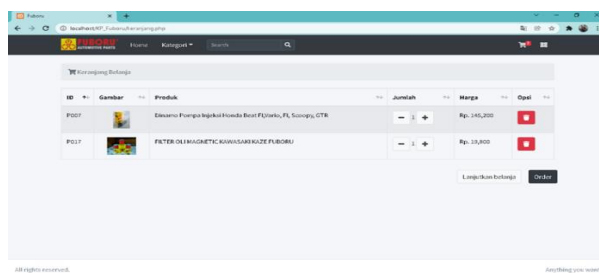 Fuboru
localhost/KP_Fuboru/keranjang.php
FUBORU
AUTOMOTIVE PARTS
Home
Kategori
Search
Keranjang Belanja
ID Gambar Produk Jumlah Harga Opsi
P007 Dinamo Pompa Injeksi Honda Beat FI,Vario, FI, Scoopy, GTR 1 Rp. 145,200
P017 FILTER OLI MAGNETIC KAWASAKI KAZE FUBORU 1 Rp. 19,800
Lanjutkan belanja Order
All rights reserved. Anything you want